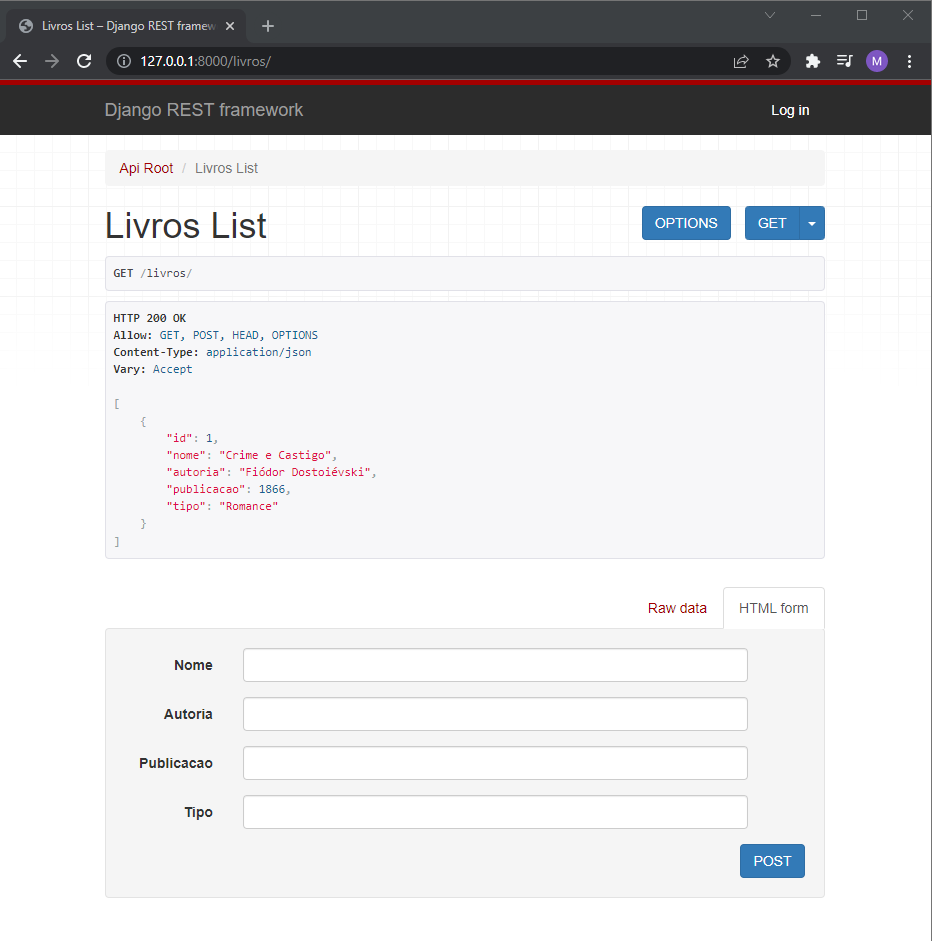 Livros List – Django REST framew
127.0.0.1:8000/livros/
M
Django REST framework
Log in
Api Root / Livros List
Livros List
OPTIONS
GET
GET /livros/
HTTP 200 OK
Allow: GET, POST, HEAD, OPTIONS
Content-Type: application/json
Vary: Accept
[
    {
        "id": 1,
        "nome": "Crime e Castigo",
        "autoria": "Fiódor Dostoiévski",
        "publicacao": 1866,
        "tipo": "Romance"
    }
]
Raw data
HTML form
Nome
Autoria
Publicacao
Tipo
POST